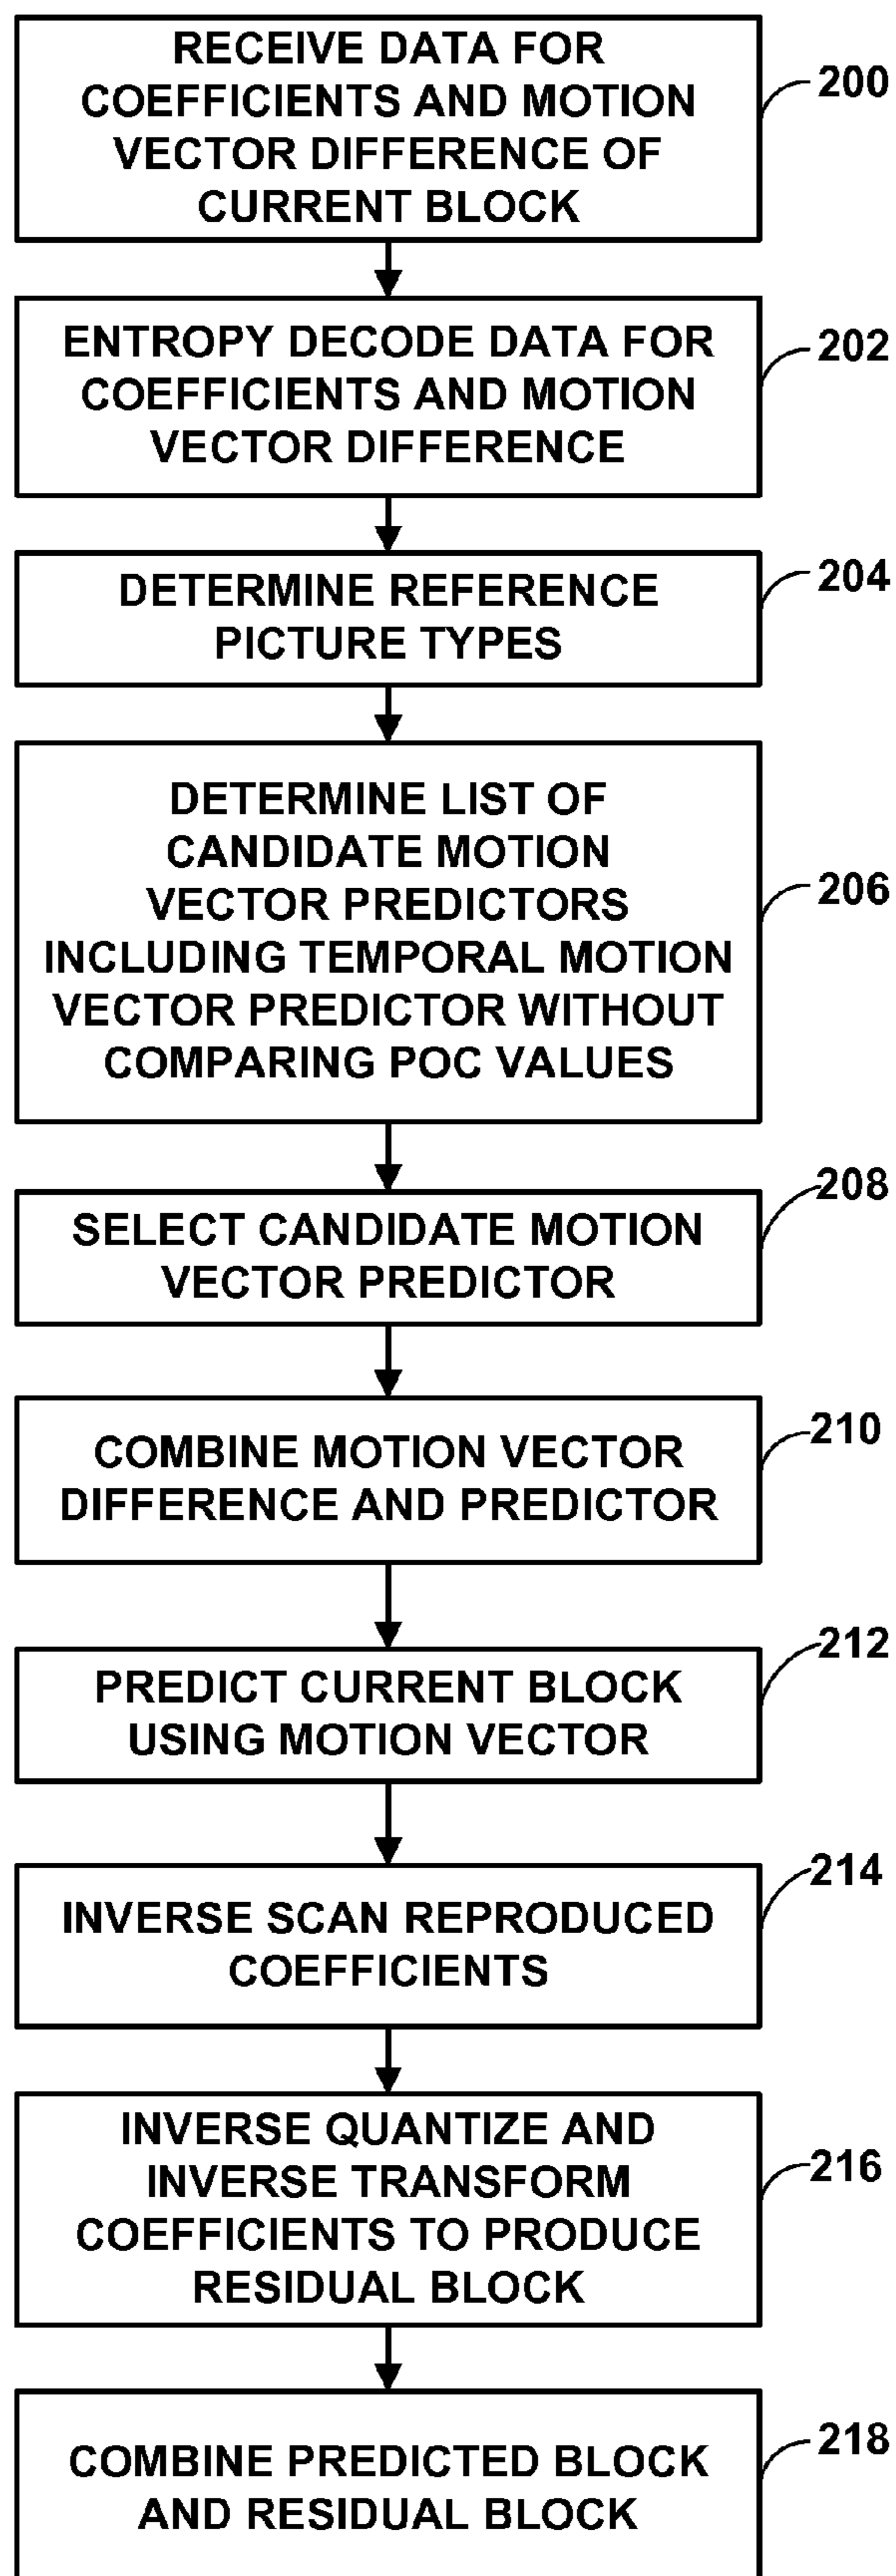 RECEIVE DATA FOR
COEFFICIENTS AND MOTION
VECTOR DIFFERENCE OF
CURRENT BLOCK
200
ENTROPY DECODE DATA FOR
COEFFICIENTS AND MOTION
VECTOR DIFFERENCE
202
DETERMINE REFERENCE
PICTURE TYPES
204
DETERMINE LIST OF
CANDIDATE MOTION
VECTOR PREDICTORS
INCLUDING TEMPORAL MOTION
VECTOR PREDICTOR WITHOUT
COMPARING POC VALUES
206
SELECT CANDIDATE MOTION
VECTOR PREDICTOR
208
COMBINE MOTION VECTOR
DIFFERENCE AND PREDICTOR
210
PREDICT CURRENT BLOCK
USING MOTION VECTOR
212
INVERSE SCAN REPRODUCED
COEFFICIENTS
214
INVERSE QUANTIZE AND
INVERSE TRANSFORM
COEFFICIENTS TO PRODUCE
RESIDUAL BLOCK
216
COMBINE PREDICTED BLOCK
AND RESIDUAL BLOCK
218